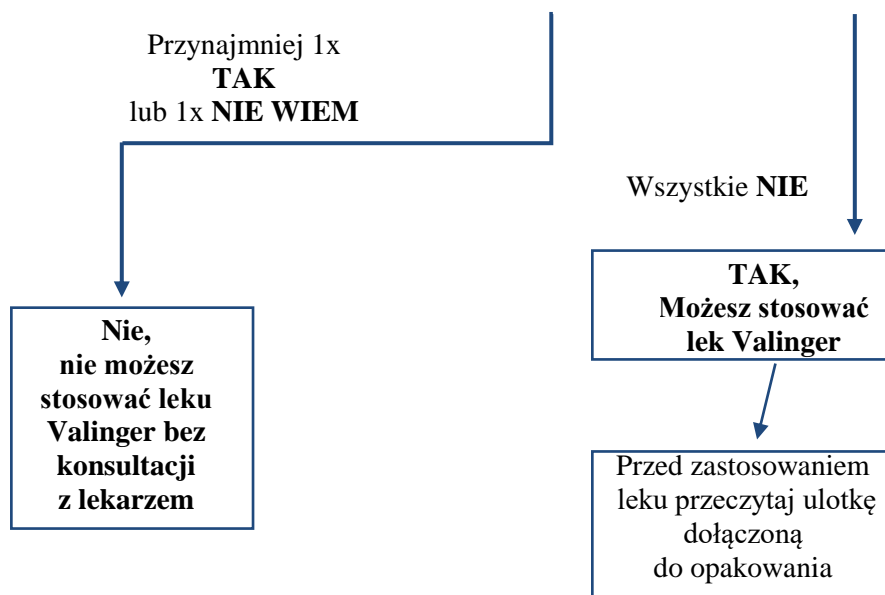 Przynajmniej 1x
TAK
lub 1x NIE WIEM
Wszystkie NIE
Nie,
nie możesz
stosować leku
Valinger bez
konsultacji
z lekarzem
TAK,
Możesz stosować
lek Valinger
Przed zastosowaniem
leku przeczytaj ulotkę
dołączoną
do opakowania